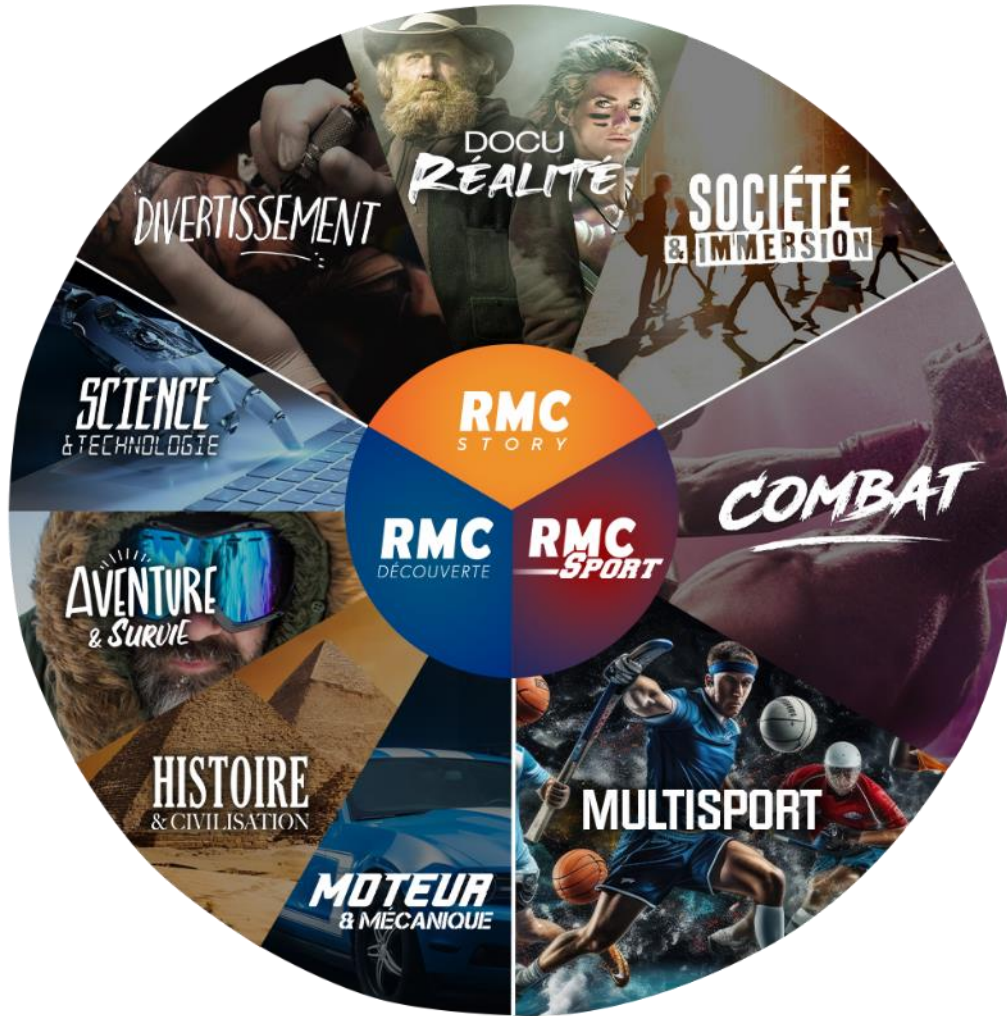 DOCU
RÉALITÉ
DIVERTISSEMENT
SOCIÉTÉ
& IMMERSION
SCIENCE
& TECHNOLOGIE
RMC
STORY
COMBAT
RMC
DÉCOUVERTE
RMC
SPORT
AVENTURE
& SURVIE
HISTOIRE
& CIVILISATION
MULTISPORT
MOTEUR
& MÉCANIQUE